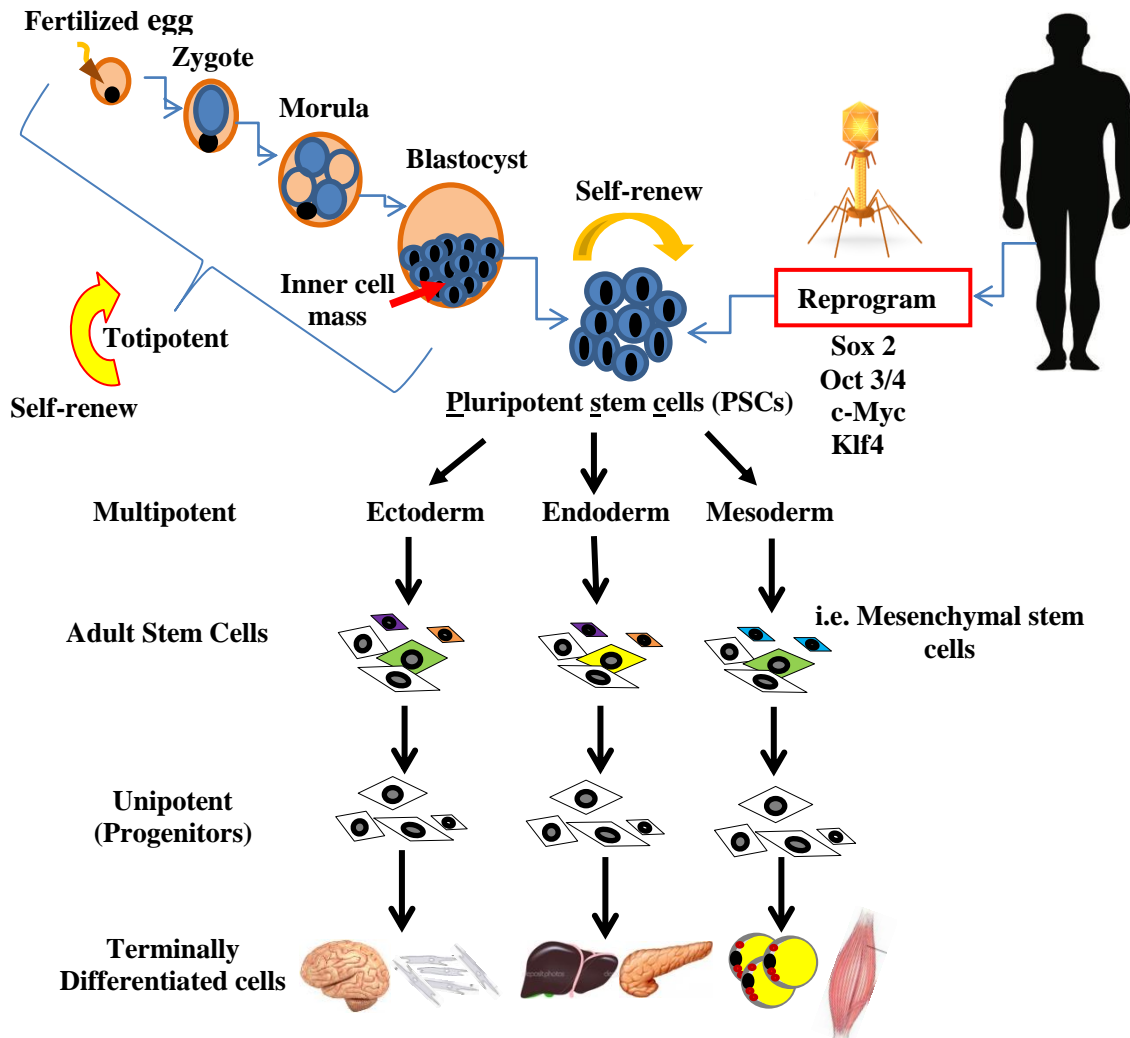 Fertilized egg
Zygote
Morula
Blastocyst
Self-renew
Inner cell
mass
Reprogram
Totipotent
Self-renew
Sox 2
Oct 3/4
c-Myc
Klf4
Pluripotent stem cells (PSCs)
Multipotent
Ectoderm
Endoderm
Mesoderm
Adult Stem Cells
i.e. Mesenchymal stem
cells
Unipotent
(Progenitors)
Terminally
Differentiated cells